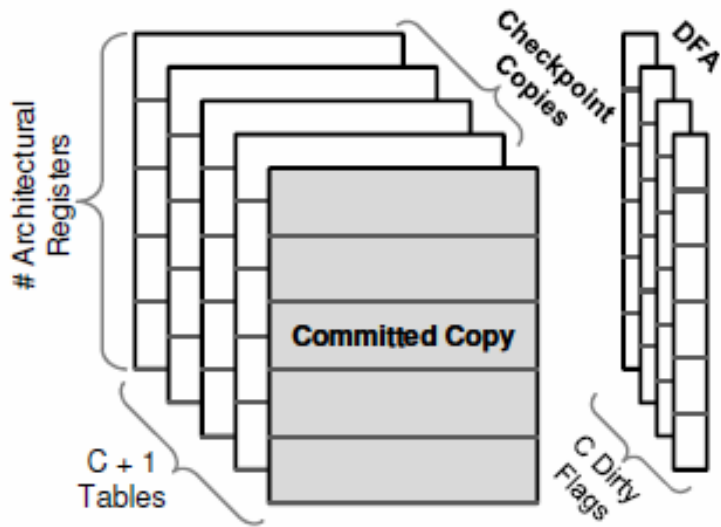 Checkpoint
Copies
DFA
# Architectural
Registers
Committed Copy
C + 1
Tables
C Dirty
Flags